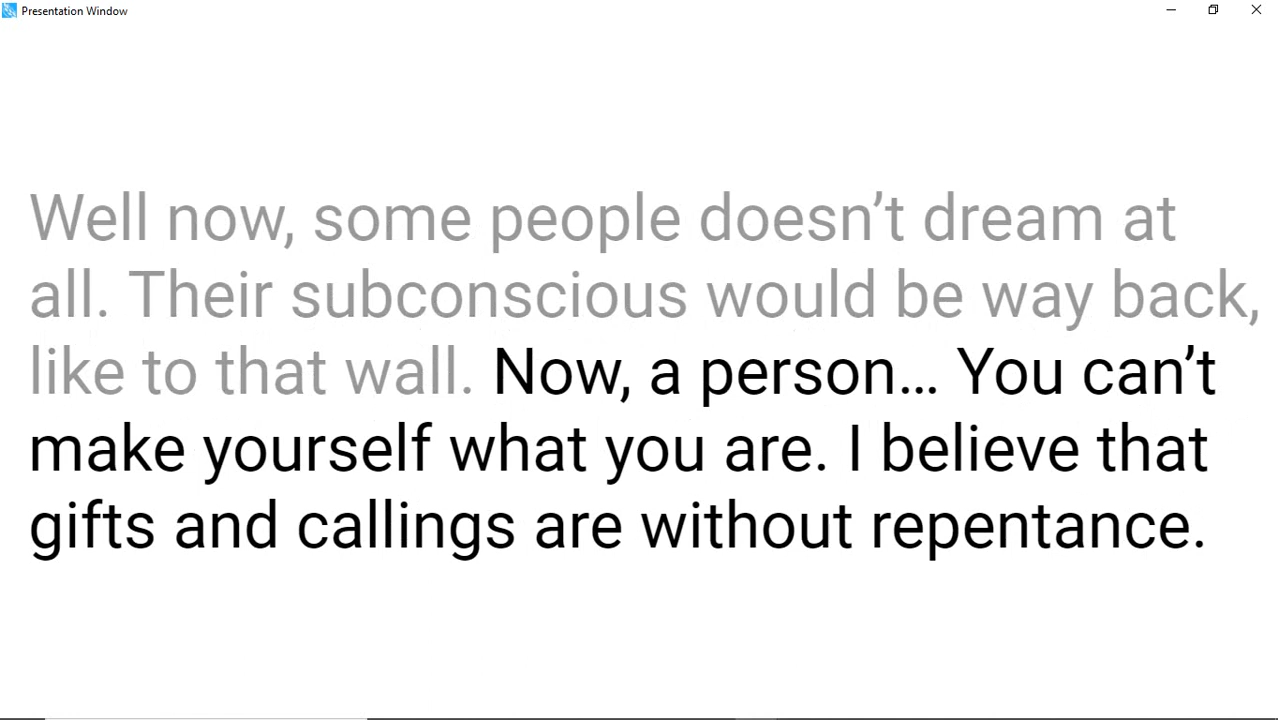 Presentation Window
Well now, some people doesn’t dream at
all. Their subconscious would be way back,
like to that wall. Now, a person… You can’t
make yourself what you are. I believe that
gifts and callings are without repentance.